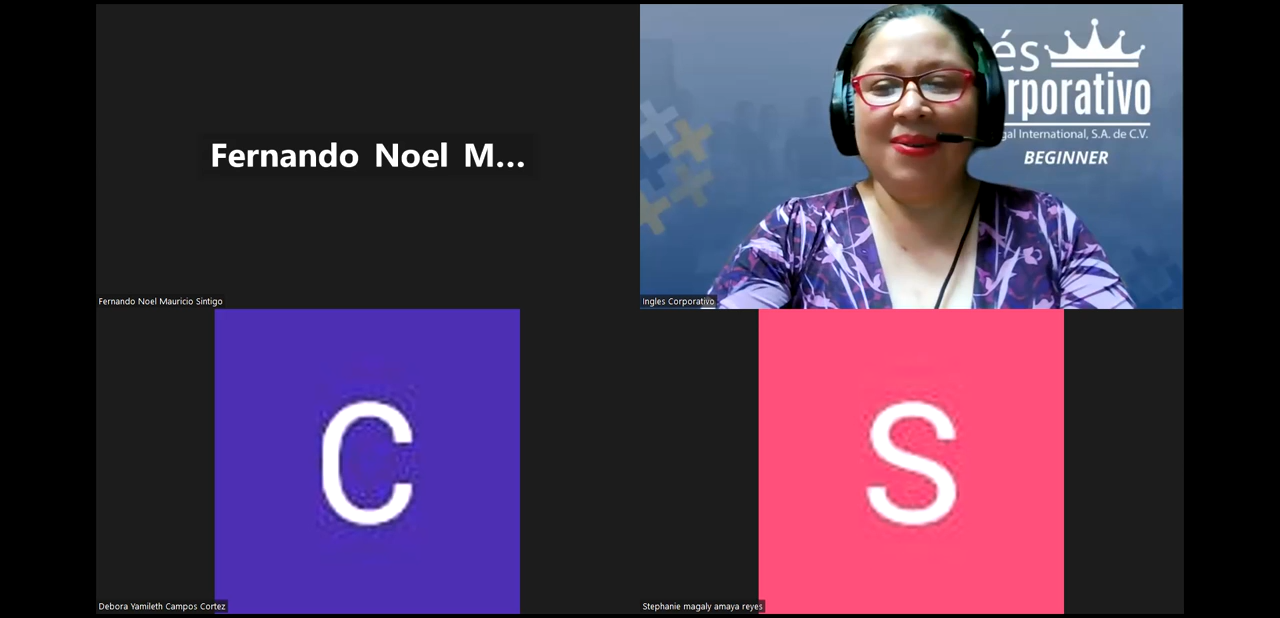 Fernando Noel M...
Fernando Noel Mauricio Sintigo
és
rporativo
gal International, S.A. de C.V.
BEGINNER
Ingles Corporativo
C
Debora Yamileth Campos Cortez
S
Stephanie magaly amaya reyes